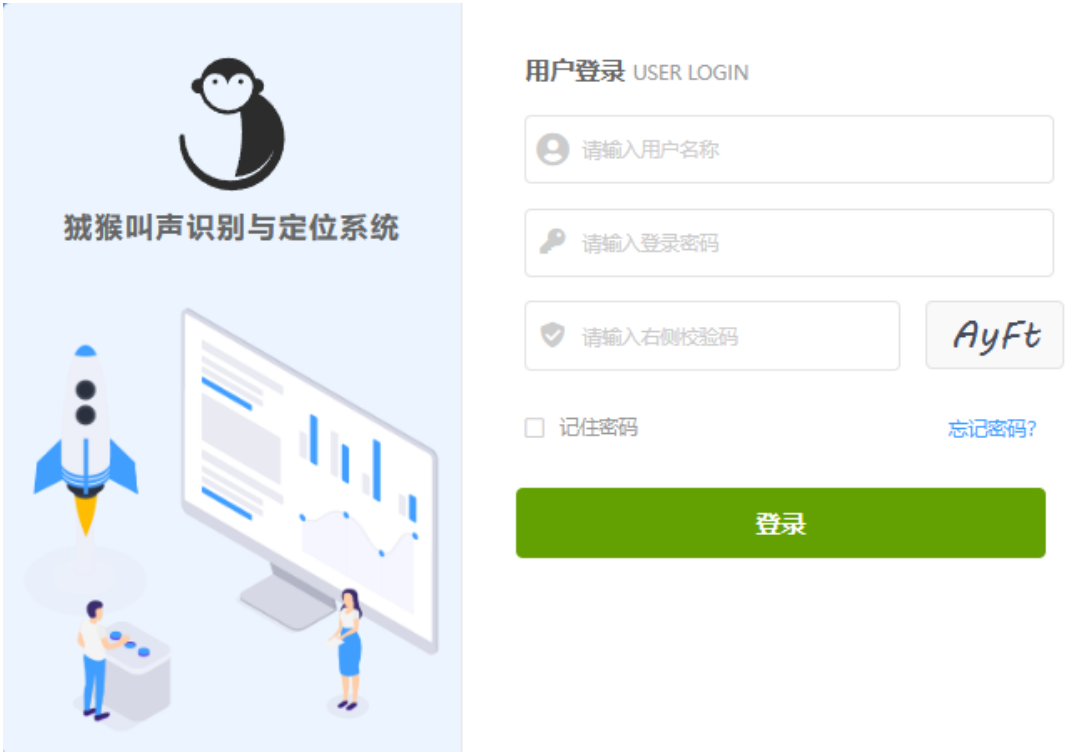 狨猴叫声识别与定位系统
用户登录 USER LOGIN
请输入用户名称
请输入登录密码
请输入右侧校验码
AyFt
记住密码
忘记密码?
登录